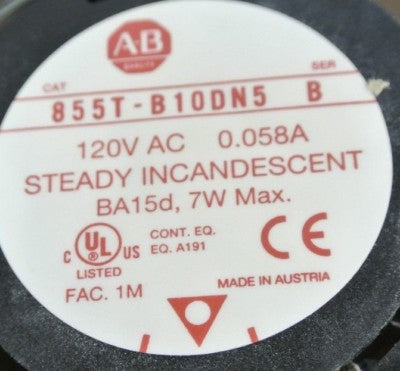 AB
QUALITY
CAT SER
855T-B10DN5 B
120V AC 0.058A
STEADY INCANDESCENT
BA15d, 7W Max.
C UL ® US CONT. EQ.
EQ. A191
LISTED
CE
FAC. 1M
MADE IN AUSTRIA